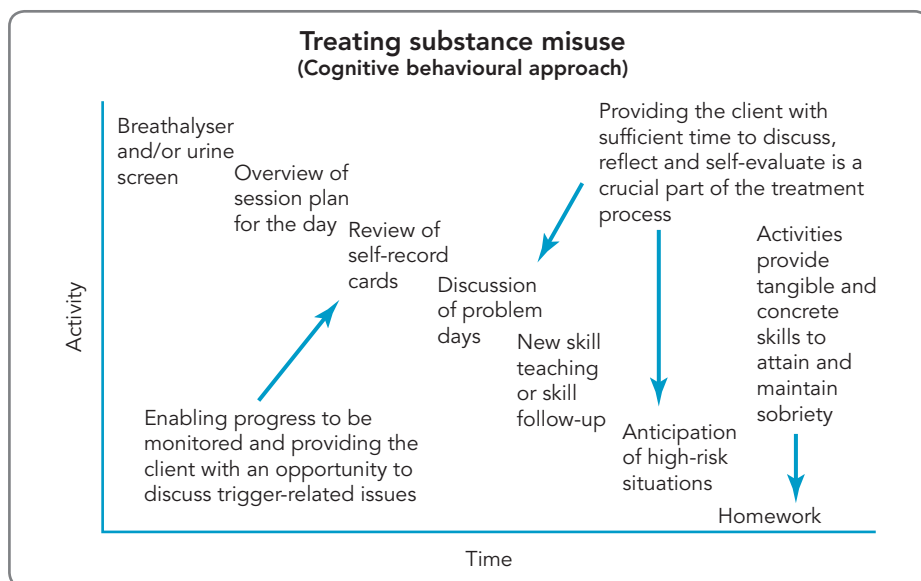 Treating substance misuse
(Cognitive behavioural approach)
Breathalyser
and/or urine
screen
Overview of
session plan
for the day
Review of
self-record
cards
Discussion
of problem
days
New skill
teaching
or skill
follow-up
Providing the client with
sufficient time to discuss,
reflect and self-evaluate is a
crucial part of the treatment
process
Anticipation
of high-risk
situations
Activities
provide
tangible and
concrete
skills to
attain and
maintain
sobriety
Homework
Enabling progress to be
monitored and providing the
client with an opportunity to
discuss trigger-related issues
Activity
Time